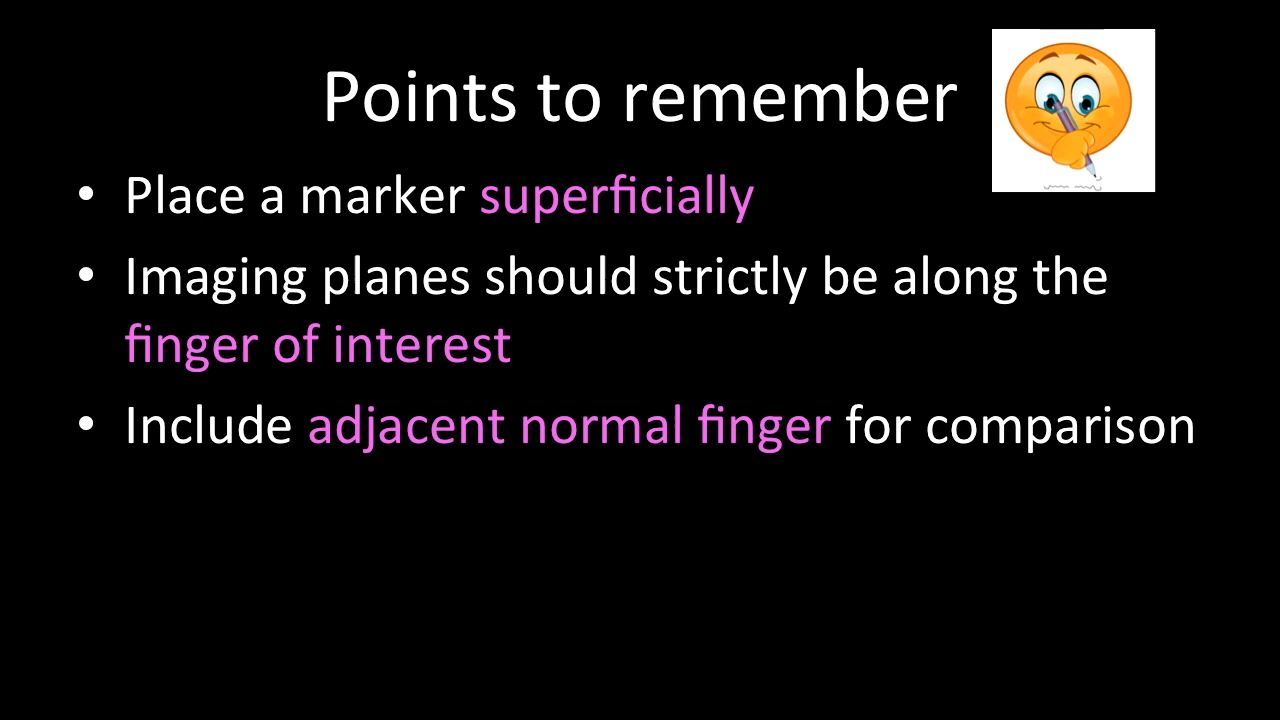 Points to remember
• Place a marker superficially
• Imaging planes should strictly be along the
finger of interest
• Include adjacent normal finger for comparison